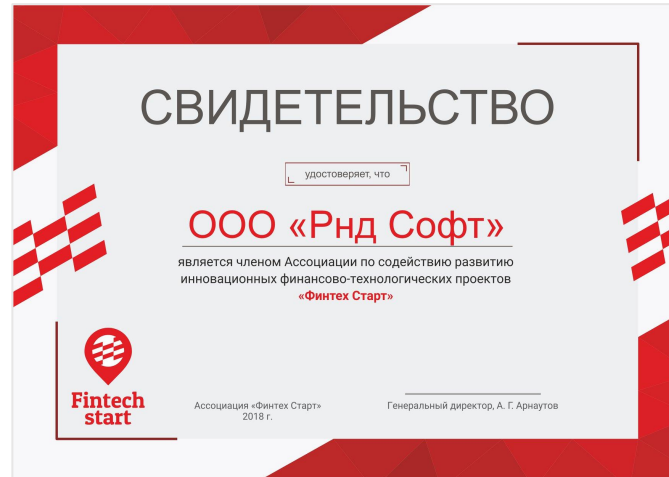 СВИДЕТЕЛЬСТВО
удостоверяет, что
ООО «Рнд Софт»
является членом Ассоциации по содействию развитию
инновационных финансово-технологических проектов
«Финтех Старт»
Fintech
start
Ассоциация «Финтех Старт»
2018 г.
Генеральный директор, А. Г. Арнаутов